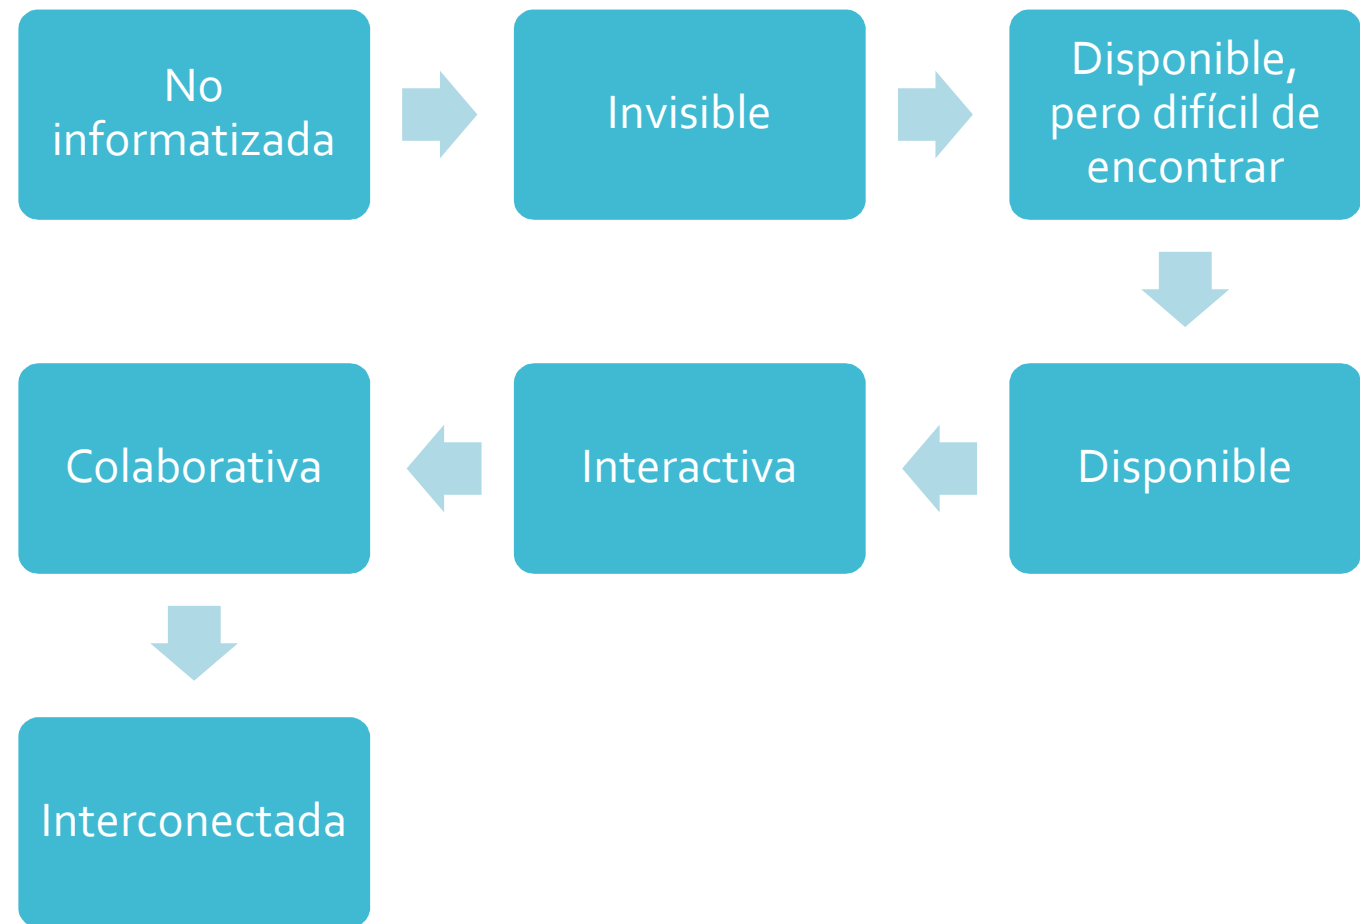 No
informatizada
Invisible
Disponible,
pero difícil de
encontrar
Disponible
Interactiva
Colaborativa
Interconectada